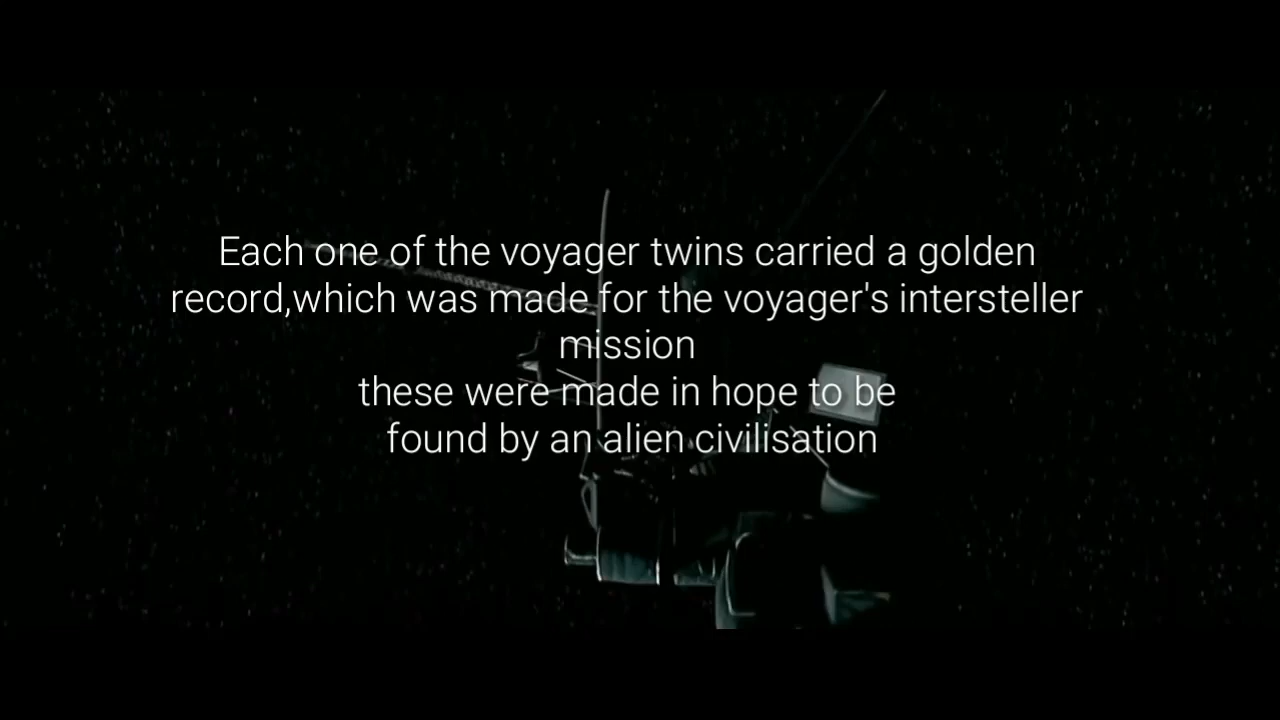 Each one of the voyager twins carried a golden
record,which was made for the voyager's intersteller
mission
these were made in hope to be
found by an alien civilisation